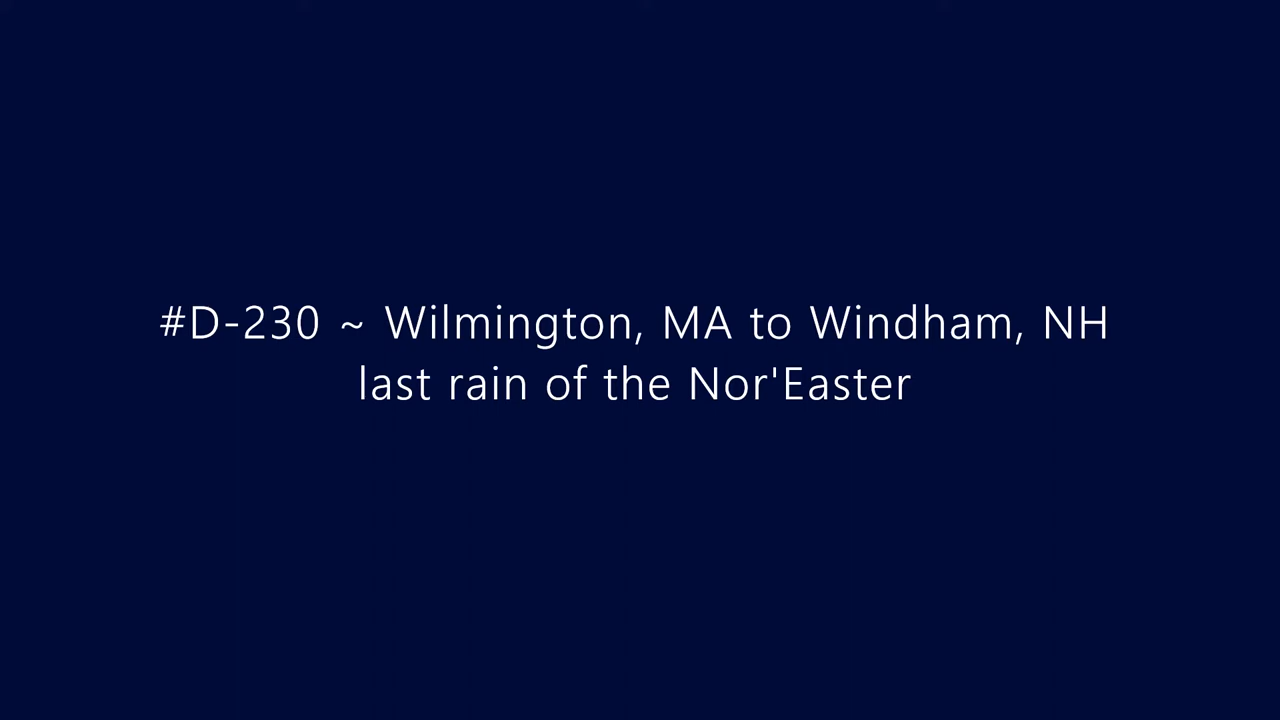 #D-230 ~ Wilmington, MA to Windham, NH
last rain of the Nor'Easter